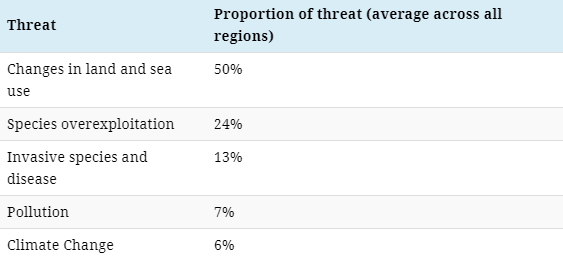 Threat
Proportion of threat (average across all
regions)
Changes in land and sea
use
50%
Species overexploitation
24%
Invasive species and
disease
13%
Pollution
7%
Climate Change
6%